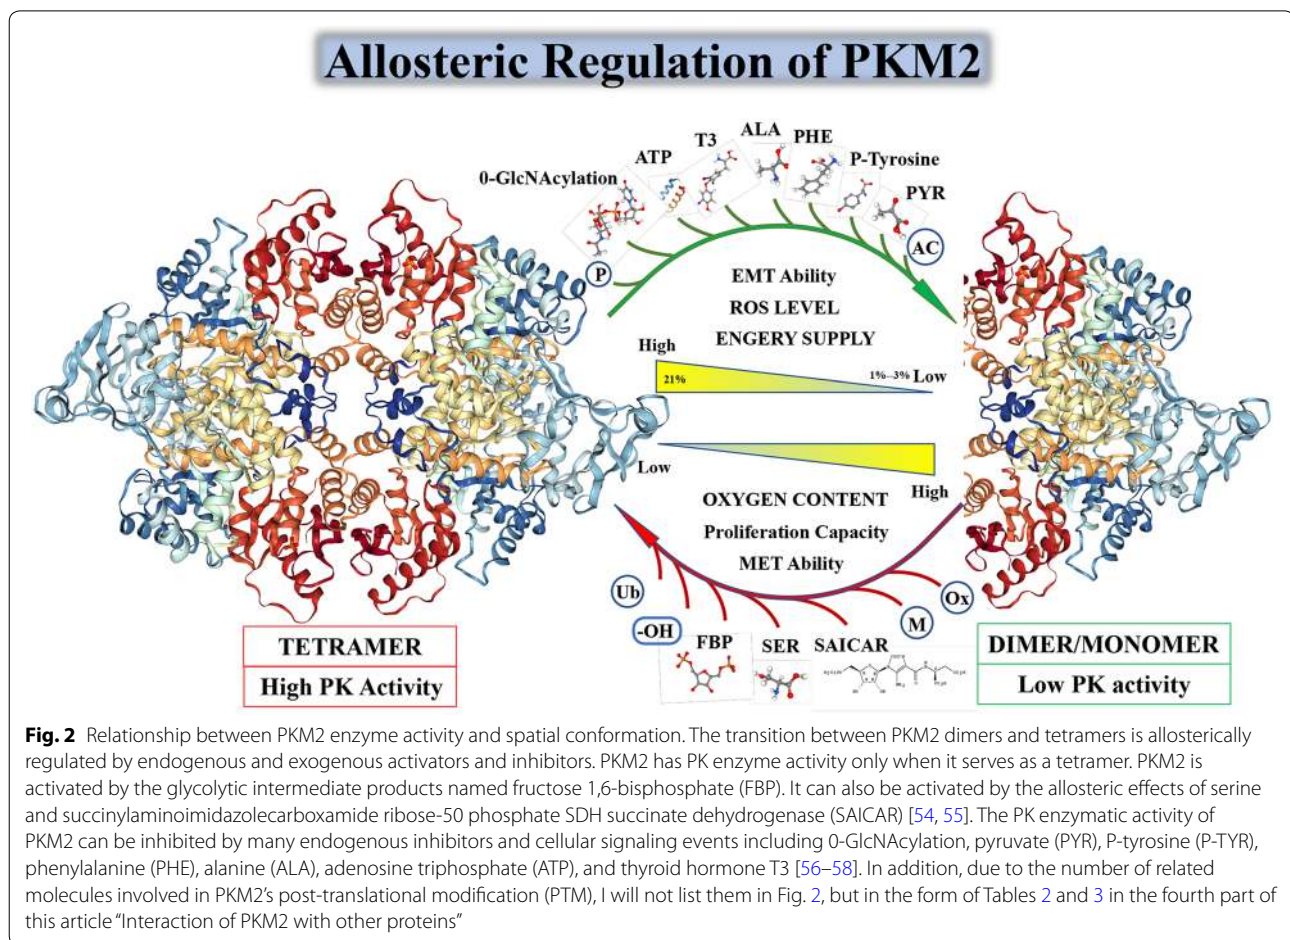 Allosteric Regulation of PKM2
0-GlcNAcylation
ATP
T3
ALA
PHE
P-Tyrosine
PYR
P
AC
EMT Ability
ROS LEVEL
ENGERY SUPPLY
High
21%
1%--3% Low
Low
High
OXYGEN CONTENT
Proliferation Capacity
MET Ability
Ub
-OH
FBP
SER
SAICAR
M
Ox
TETRAMER
High PK Activity
DIMER/MONOMER
Low PK activity
Fig. 2 Relationship between PKM2 enzyme activity and spatial conformation. The transition between PKM2 dimers and tetramers is allosterically
regulated by endogenous and exogenous activators and inhibitors. PKM2 has PK enzyme activity only when it serves as a tetramer. PKM2 is
activated by the glycolytic intermediate products named fructose 1,6-bisphosphate (FBP). It can also be activated by the allosteric effects of serine
and succinylaminoimidazolecarboxamide ribose-50 phosphate SDH succinate dehydrogenase (SAICAR) [54, 55]. The PK enzymatic activity of
PKM2 can be inhibited by many endogenous inhibitors and cellular signaling events including 0-GlcNAcylation, pyruvate (PYR), P-tyrosine (P-TYR),
phenylalanine (PHE), alanine (ALA), adenosine triphosphate (ATP), and thyroid hormone T3 [56–58]. In addition, due to the number of related
molecules involved in PKM2's post-translational modification (PTM), I will not list them in Fig. 2, but in the form of Tables 2 and 3 in the fourth part of
this article "Interaction of PKM2 with other proteins"